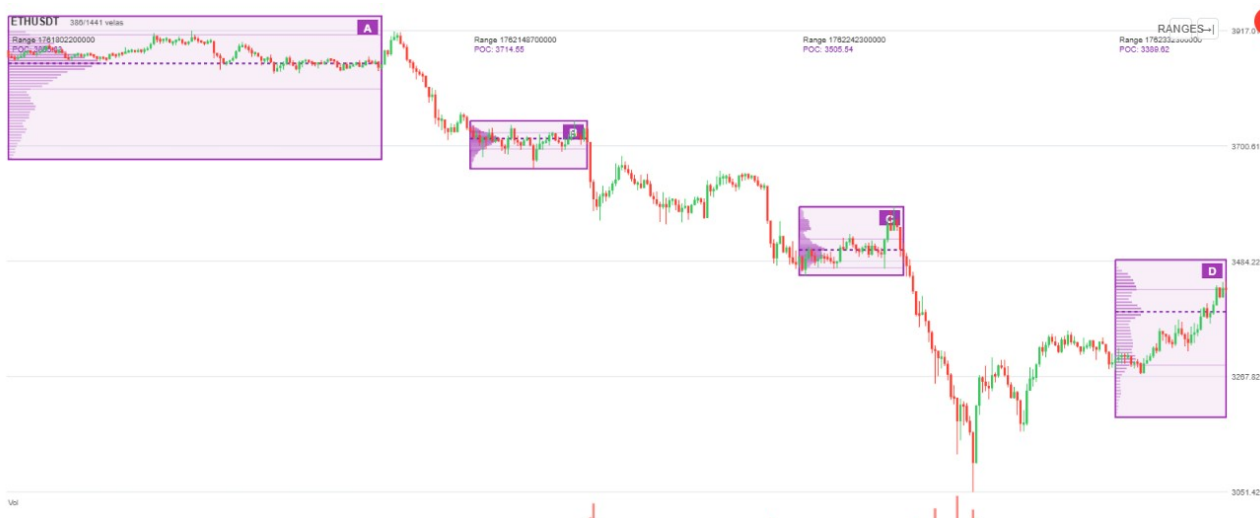 ETHUSDT 386/1441 velas
A
RANGES→|
3917.0
Range 1761802200000
Range 1762148700000
POC: 3714.55
Range 1762242300000
POC: 3505.54
POC: 3389.62
B
3700.61
C
D
3484.22
3267.82
3051.42
Vol